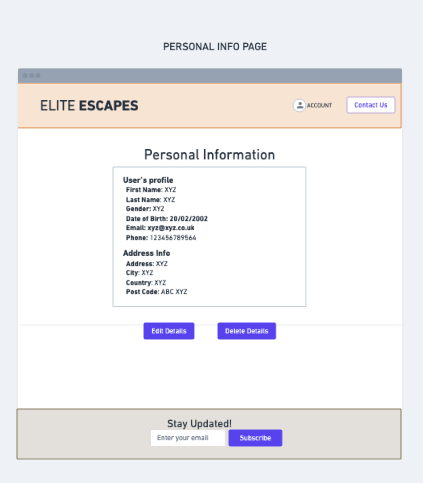 PERSONAL INFO PAGE
ELITE ESCAPES
ACCOUNT
Contact Us
Personal Information
User's profile
First Name: XYZ
Last Name: XYZ
Gender: XYZ
Date of Birth: 20/02/2002
Email: xyz@xyz.co.uk
Phone: 123456789564
Address Info
Address: XYZ
City: XYZ
Country: XYZ
Post Code: ABC XYZ
Edit Details
Delete Details
Stay Updated!
Enter your email
Subscribe